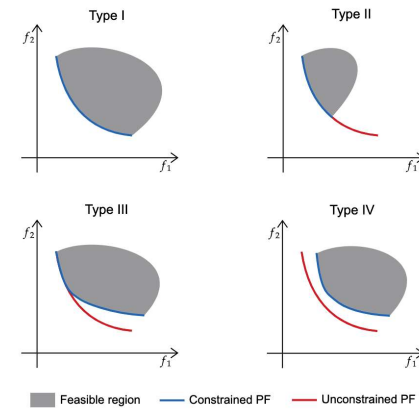 Type I
Type II
f₂
f₂
f₁
f₁
Type III
Type IV
f₂
f₂
f₁
f₁
Feasible region
Constrained PF
Unconstrained PF